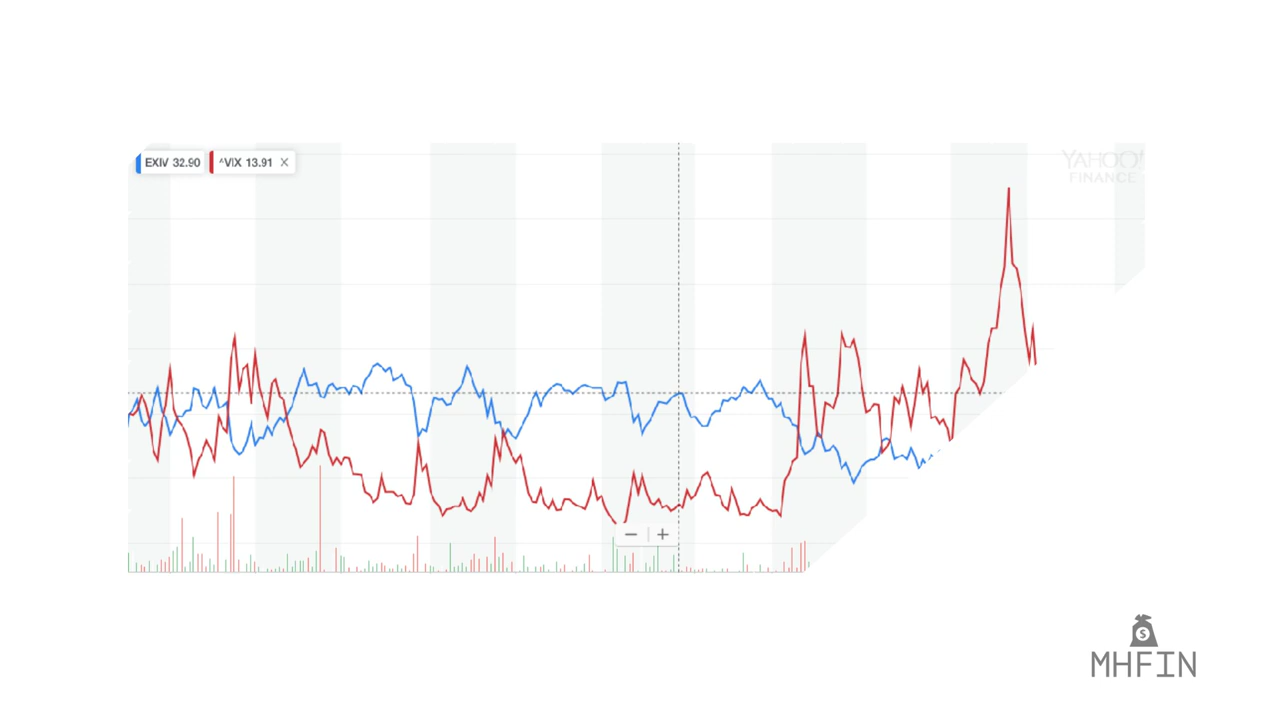 EXIV 32.90
^VIX 13.91 ×
YAHOO!
FINANCE
− +
MHFIN